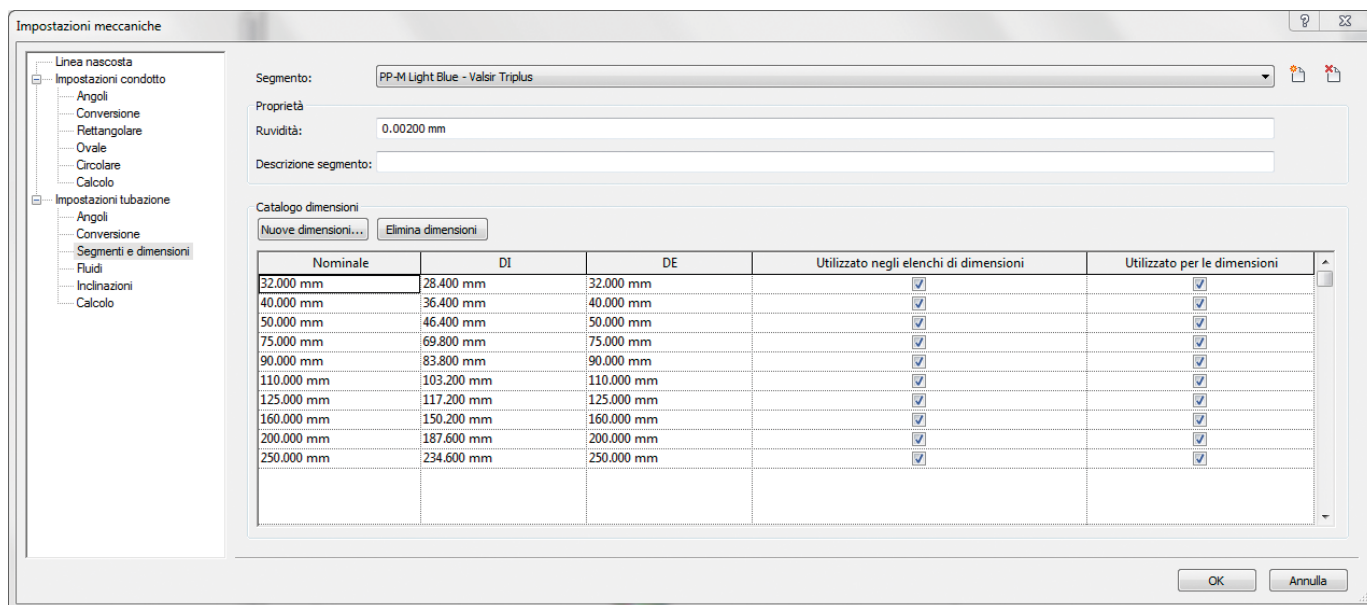 Impostazioni meccaniche
Linea nascosta
Impostazioni condotto
Angoli
Conversione
Rettangolare
Ovale
Circolare
Calcolo
Impostazioni tubazione
Angoli
Conversione
Segmenti e dimensioni
Fluidi
Inclinazioni
Calcolo
Segmento: PP-M Light Blue - Valsir Triplus
Proprietà
Ruvidità: 0.00200 mm
Descrizione segmento:
Catalogo dimensioni
Nuove dimensioni... Elimina dimensioni
Nominale DI DE Utilizzato negli elenchi di dimensioni Utilizzato per le dimensioni
32.000 mm 28.400 mm 32.000 mm
40.000 mm 36.400 mm 40.000 mm
50.000 mm 46.400 mm 50.000 mm
75.000 mm 69.800 mm 75.000 mm
90.000 mm 83.800 mm 90.000 mm
110.000 mm 103.200 mm 110.000 mm
125.000 mm 117.200 mm 125.000 mm
160.000 mm 150.200 mm 160.000 mm
200.000 mm 187.600 mm 200.000 mm
250.000 mm 234.600 mm 250.000 mm
OK Annulla